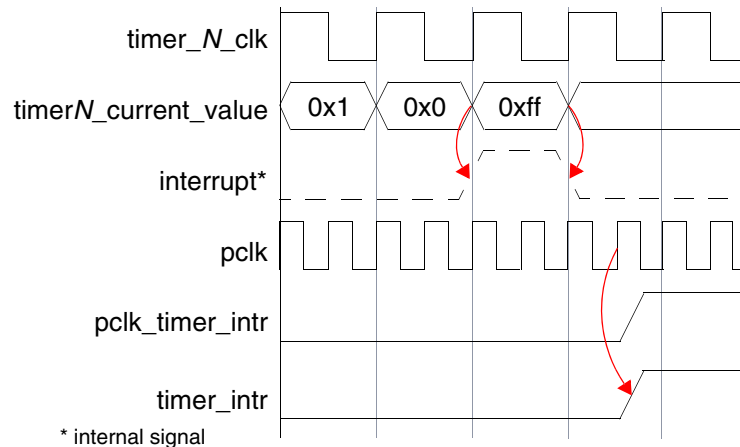 timer_N_clk
timerN_current_value
0x1 0x0 0xff
interrupt*
pclk
pclk_timer_intr
timer_intr
* internal signal